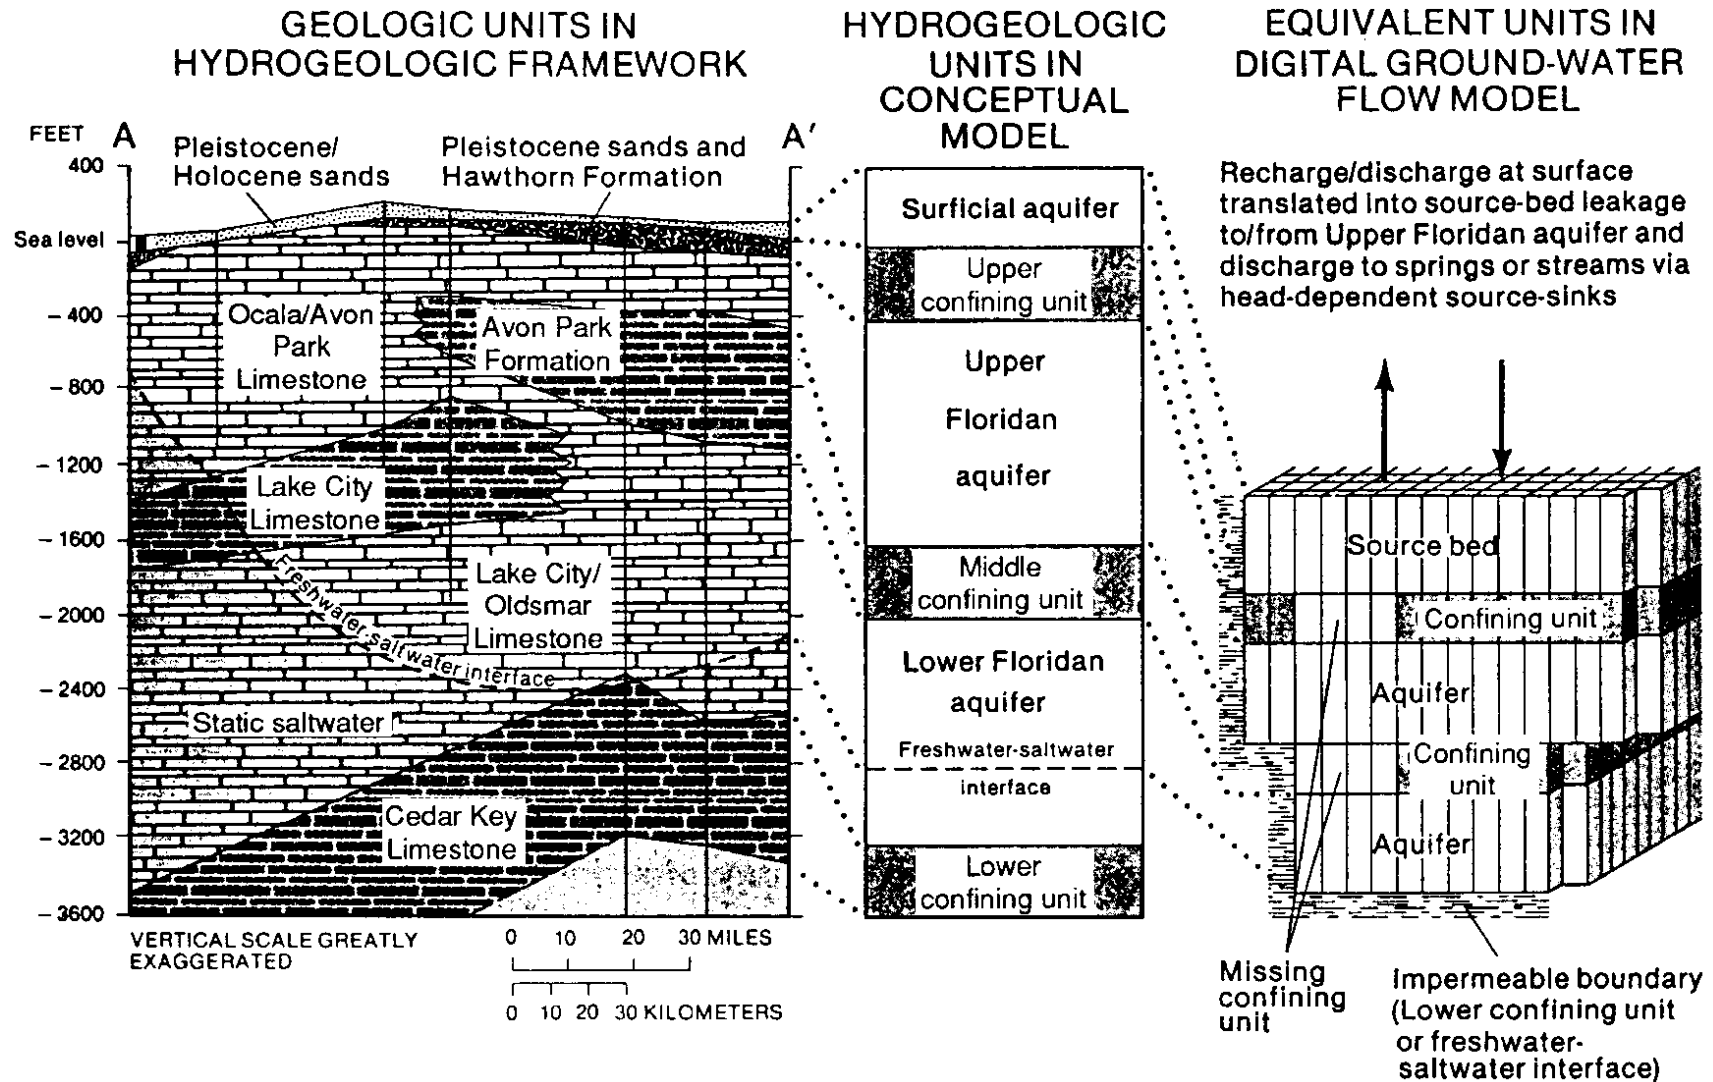 GEOLOGIC UNITS IN
HYDROGEOLOGIC FRAMEWORK
FEET
A
A'
Pleistocene/
Holocene sands
Pleistocene sands and
Hawthorn Formation
400
Sea level
– 400
– 800
– 1200
– 1600
– 2000
– 2400
– 2800
– 3200
– 3600
Ocala/Avon
Park
Limestone
Avon Park
Formation
Lake City
Limestone
Lake City/
Oldsmar
Limestone
Freshwater-saltwater interface
Static saltwater
Cedar Key
Limestone
VERTICAL SCALE GREATLY
EXAGGERATED
0 10 20 30 MILES
0 10 20 30 KILOMETERS
HYDROGEOLOGIC
UNITS IN
CONCEPTUAL
MODEL
Surficial aquifer
Upper
confining unit
Upper
Floridan
aquifer
Middle
confining unit
Lower Floridan
aquifer
Freshwater-saltwater
interface
Lower
confining unit
EQUIVALENT UNITS IN
DIGITAL GROUND-WATER
FLOW MODEL
Recharge/discharge at surface
translated into source-bed leakage
to/from Upper Floridan aquifer and
discharge to springs or streams via
head-dependent source-sinks
Source bed
Confining unit
Aquifer
Confining
unit
Aquifer
Missing
confining
unit
Impermeable boundary
(Lower confining unit
or freshwater-
saltwater interface)